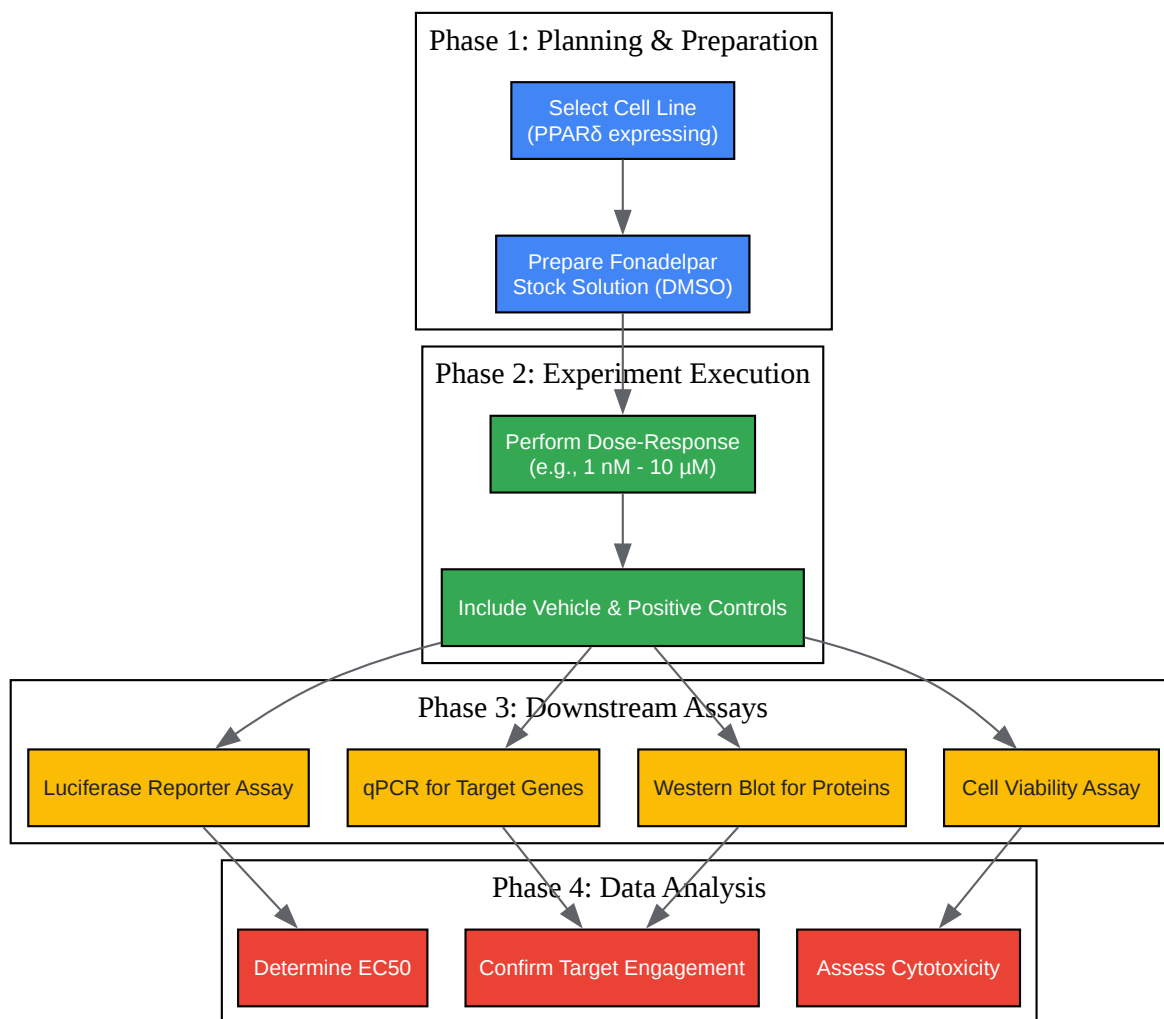 Phase 1: Planning & Preparation
Select Cell Line
(PPARδ expressing)
Prepare Fonadelpar
Stock Solution (DMSO)
Phase 2: Experiment Execution
Perform Dose-Response
(e.g., 1 nM - 10 µM)
Include Vehicle & Positive Controls
Phase 3: Downstream Assays
Luciferase Reporter Assay
qPCR for Target Genes
Western Blot for Proteins
Cell Viability Assay
Phase 4: Data Analysis
Determine EC50
Confirm Target Engagement
Assess Cytotoxicity